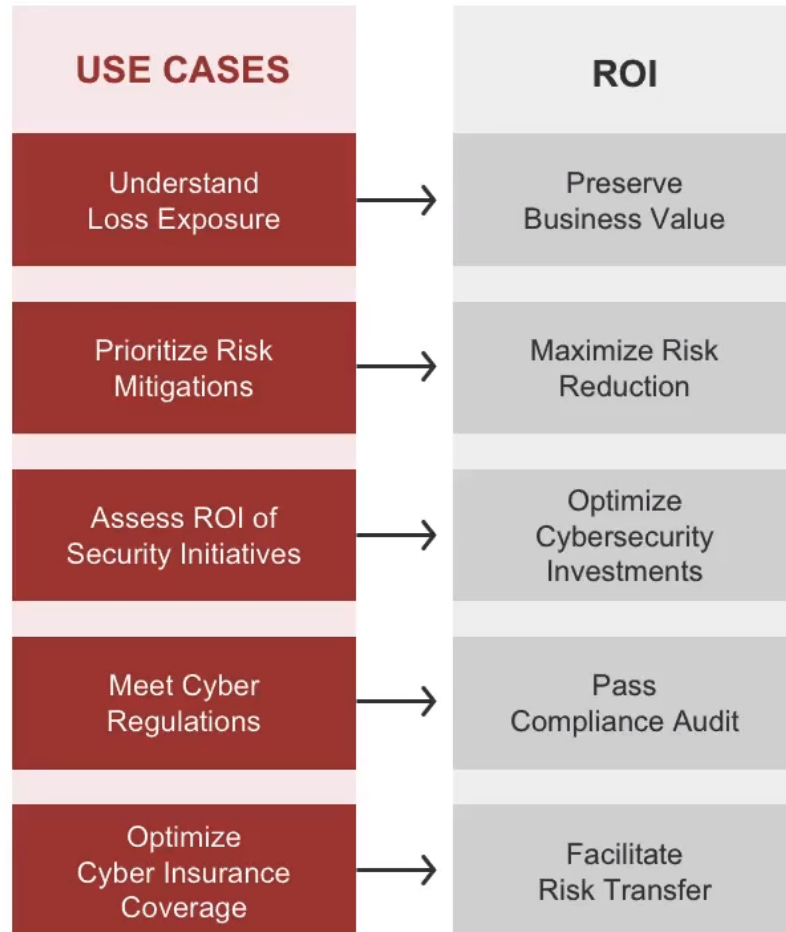 USE CASES
ROI
Understand
Loss Exposure
Preserve
Business Value
Prioritize Risk
Mitigations
Maximize Risk
Reduction
Assess ROI of
Security Initiatives
Optimize
Cybersecurity
Investments
Meet Cyber
Regulations
Pass
Compliance Audit
Optimize
Cyber Insurance
Coverage
Facilitate
Risk Transfer